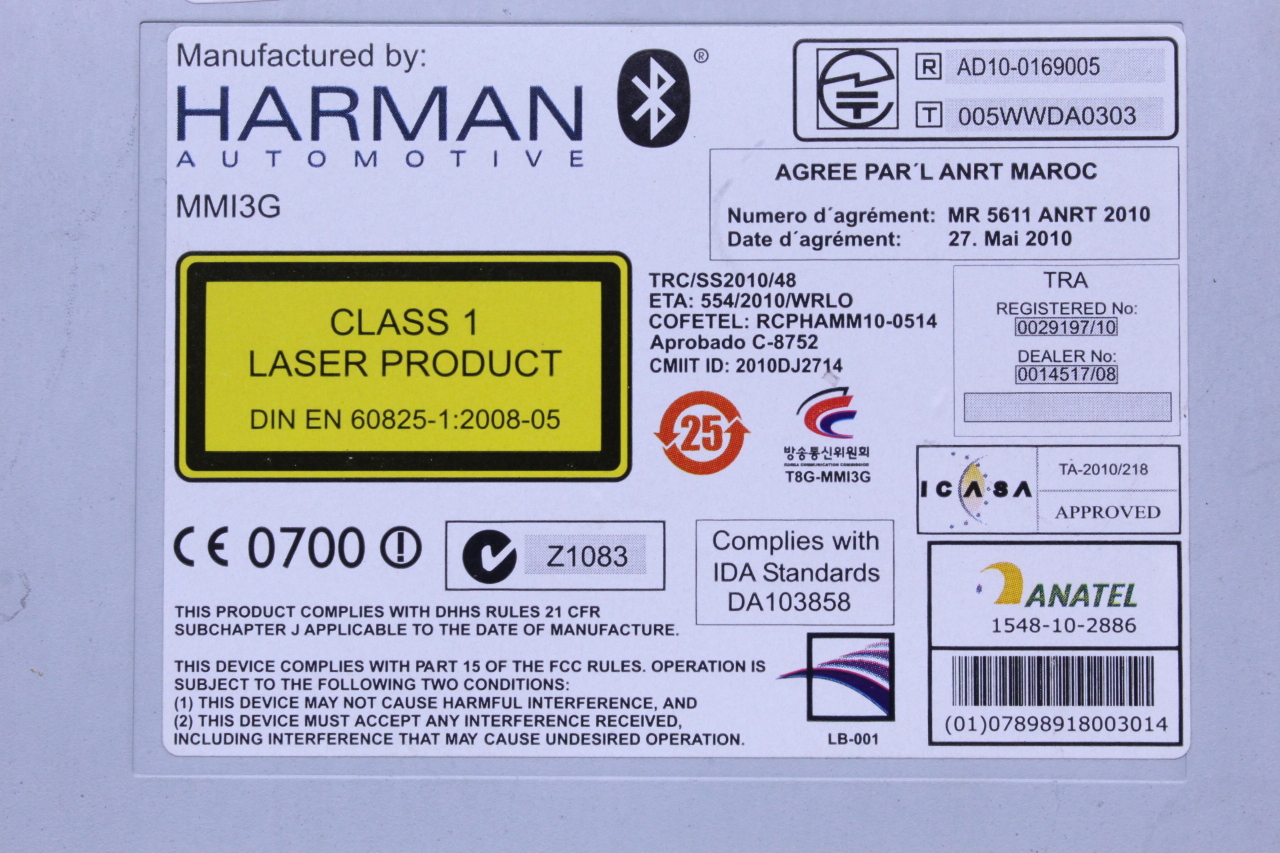 Manufactured by:
HARMAN
AUTOMOTIVE
MMI3G
®
R AD10-0169005
T 005WWDA0303
AGREE PAR´L ANRT MAROC
Numero d´agrément: MR 5611 ANRT 2010
Date d´agrément: 27. Mai 2010
CLASS 1
LASER PRODUCT
DIN EN 60825-1:2008-05
TRC/SS2010/48
ETA: 554/2010/WRLO
COFETEL: RCPHAMM10-0514
Aprobado C-8752
CMIIT ID: 2010DJ2714
TRA
REGISTERED No:
0029197/10
DEALER No:
0014517/08
25
방송통신위원회
KOREA COMMUNICATIONS COMMISSION
T8G-MMI3G
ICASA
TA-2010/218
APPROVED
CE 0700
Z1083
Complies with
IDA Standards
DA103858
ANATEL
1548-10-2886
(01)07898918003014
THIS PRODUCT COMPLIES WITH DHHS RULES 21 CFR
SUBCHAPTER J APPLICABLE TO THE DATE OF MANUFACTURE.
THIS DEVICE COMPLIES WITH PART 15 OF THE FCC RULES. OPERATION IS
SUBJECT TO THE FOLLOWING TWO CONDITIONS:
(1) THIS DEVICE MAY NOT CAUSE HARMFUL INTERFERENCE, AND
(2) THIS DEVICE MUST ACCEPT ANY INTERFERENCE RECEIVED,
INCLUDING INTERFERENCE THAT MAY CAUSE UNDESIRED OPERATION.
LB-001